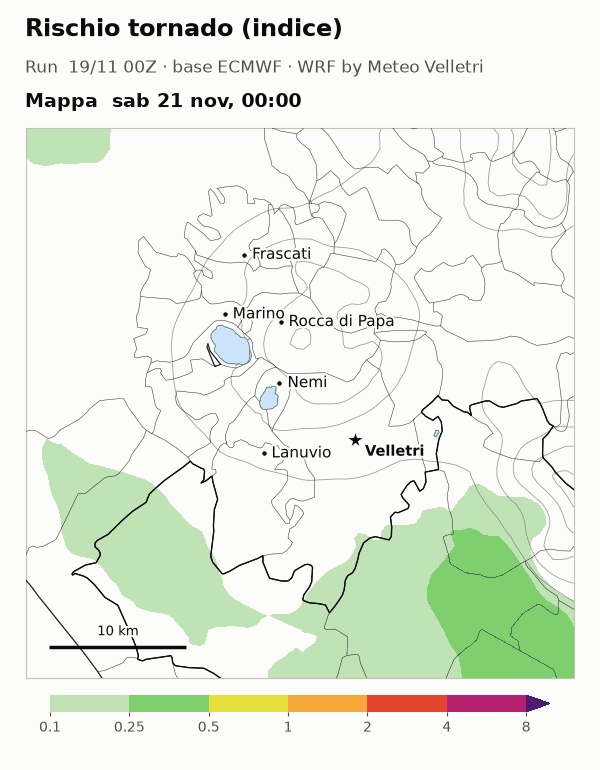 Rischio tornado (indice)
Run  19/11 00Z · base ECMWF · WRF by Meteo Velletri
Mappa  sab 21 nov, 00:00
Frascati
Marino
Rocca di Papa
Nemi
Velletri
Lanuvio
10 km
0.1 0.25 0.5 1 2 4 8